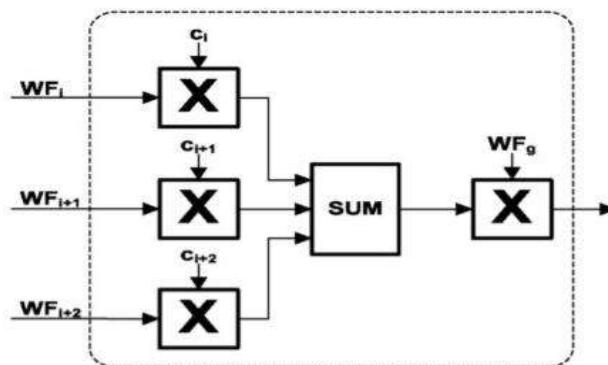 c_i
WF_i
X
c_{i+1}
WF_g
WF_{i+1}
X
SUM
X
c_{i+2}
WF_{i+2}
X